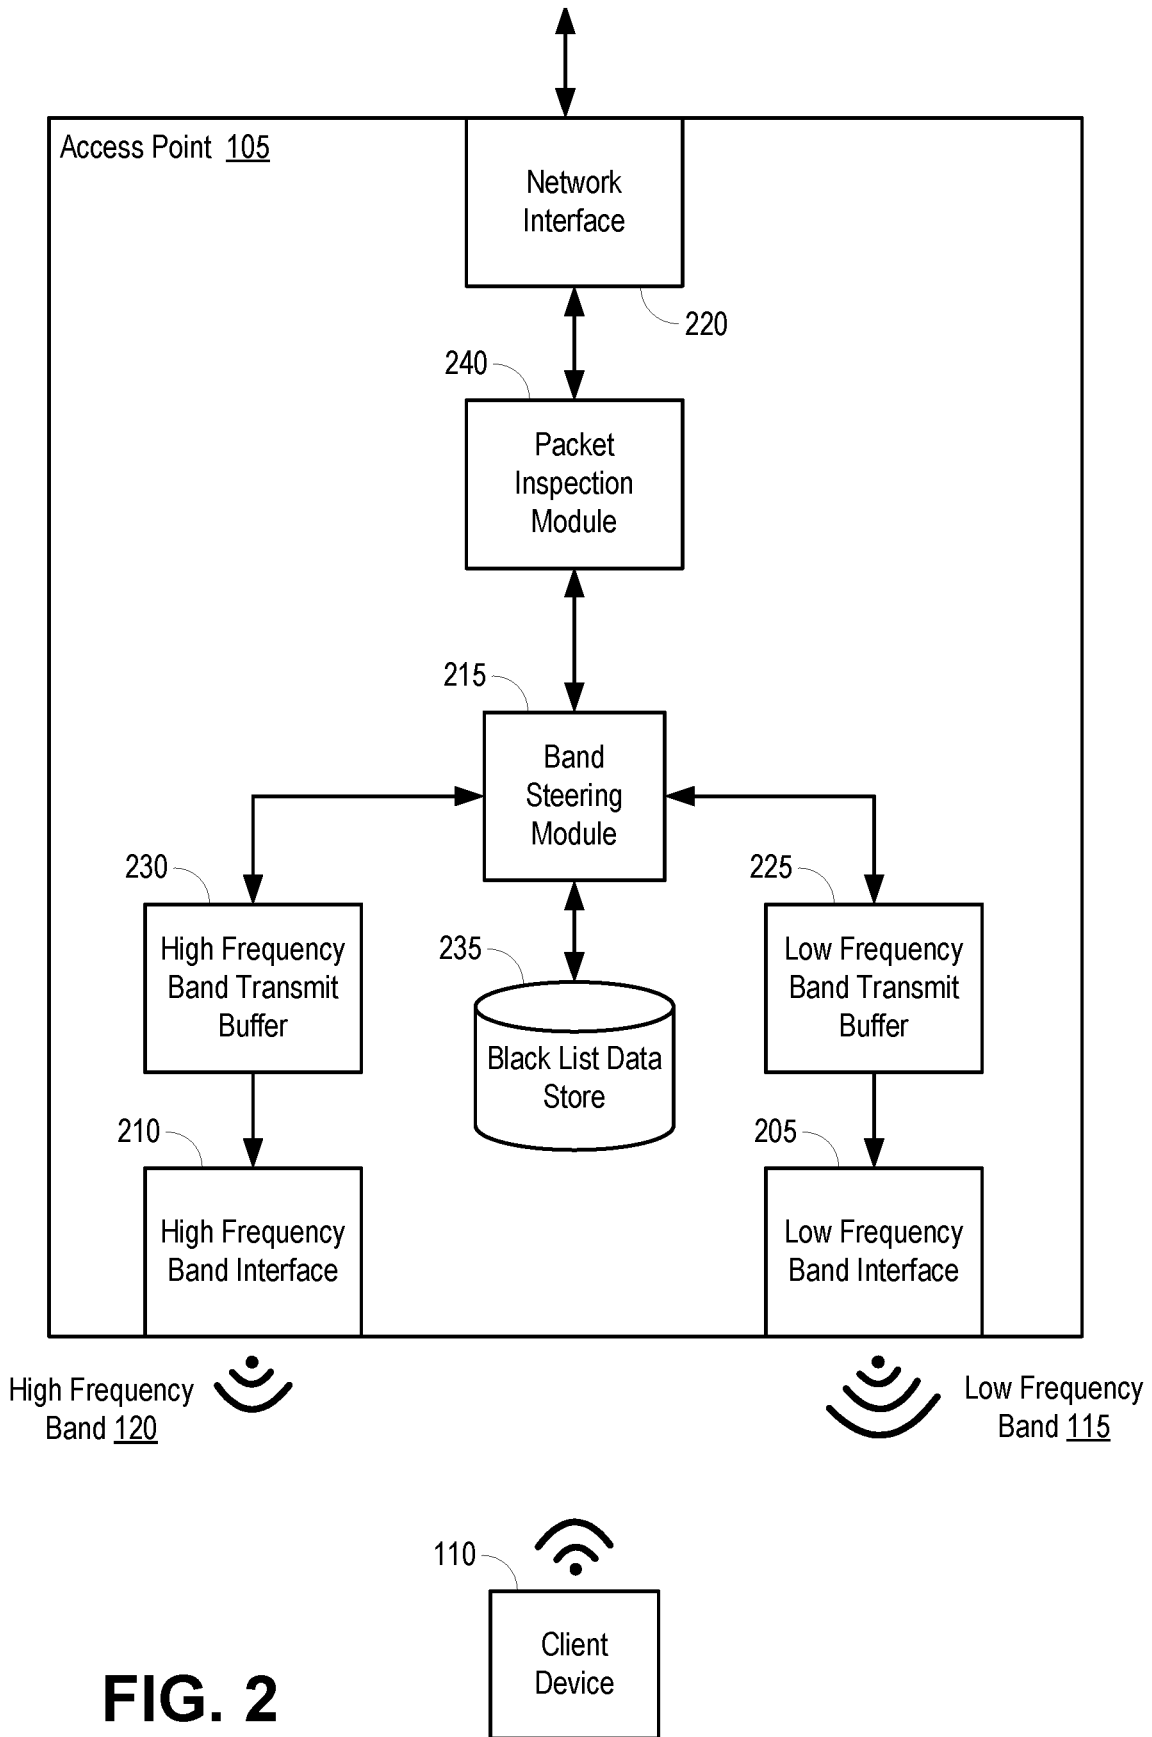 Access Point 105
Network
Interface
220
240
Packet
Inspection
Module
215
Band
Steering
Module
230
High Frequency
Band Transmit
Buffer
235
Black List Data
Store
225
Low Frequency
Band Transmit
Buffer
210
High Frequency
Band Interface
205
Low Frequency
Band Interface
High Frequency
Band 120
Low Frequency
Band 115
110
Client
Device
FIG. 2